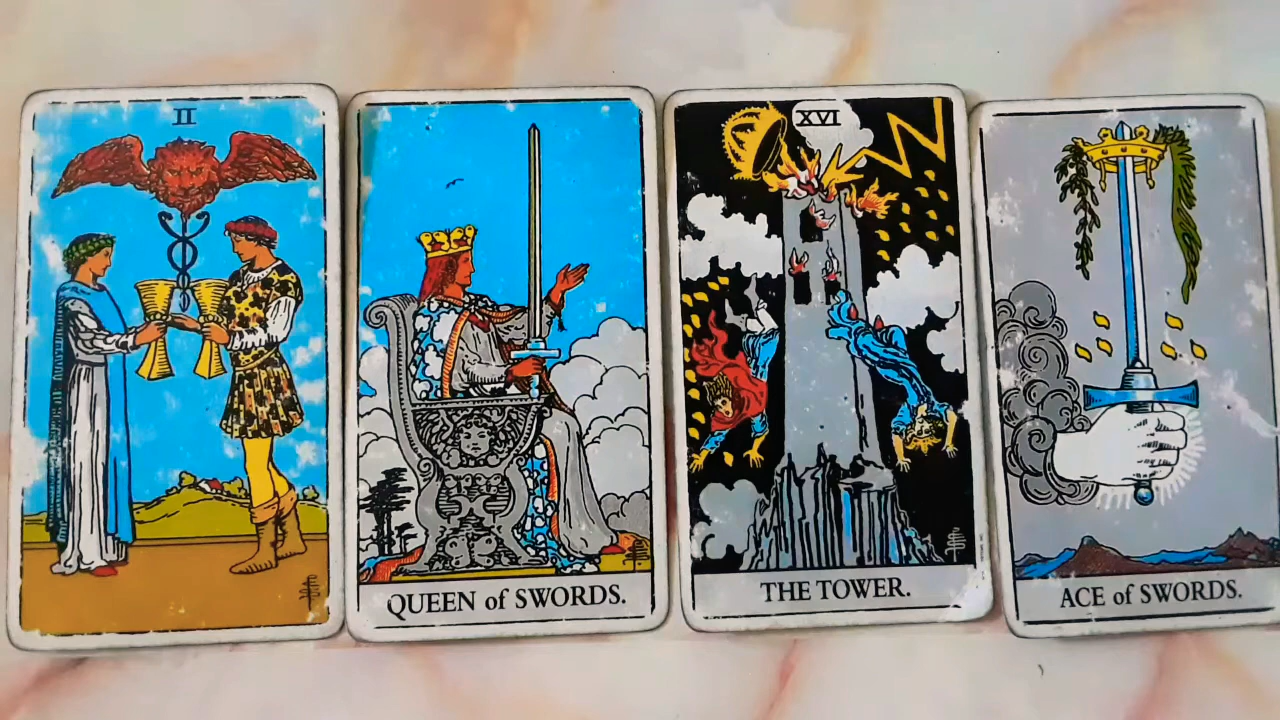 II
QUEEN of SWORDS.
XVI
THE TOWER.
ACE of SWORDS.